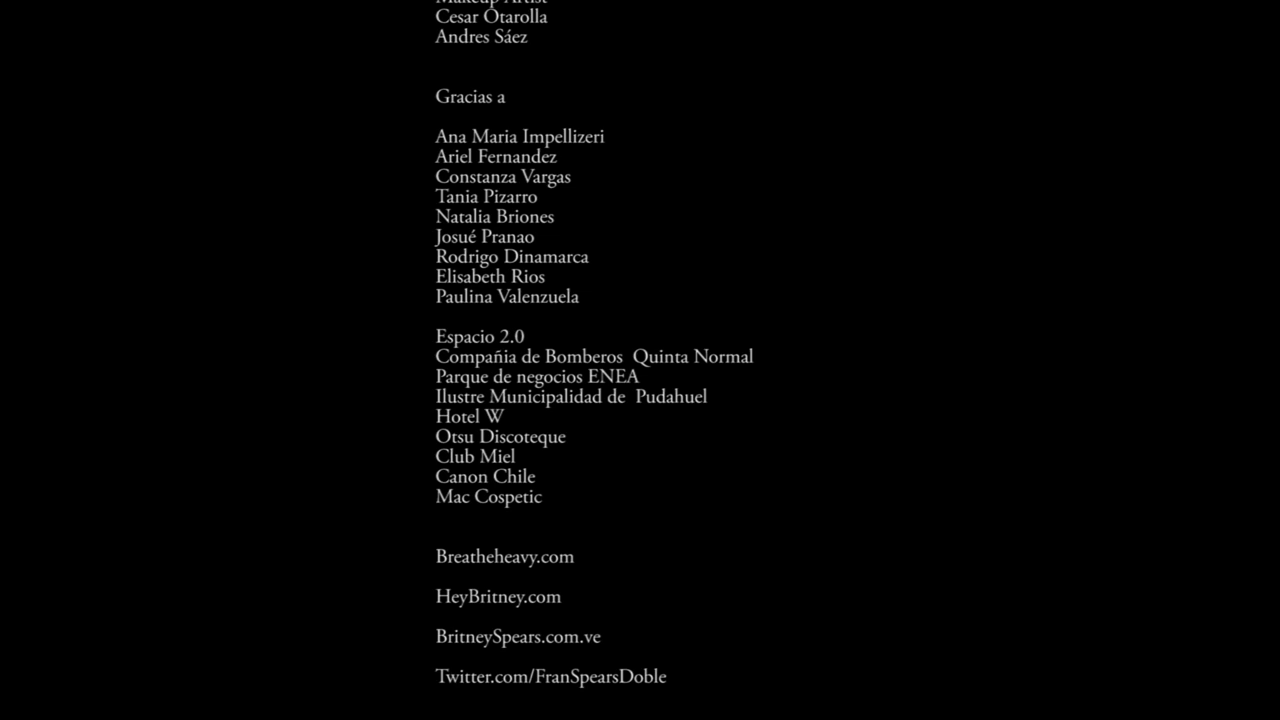 Makeup Artist
Cesar Otarolla
Andres Sáez
Gracias a
Ana Maria Impellizeri
Ariel Fernandez
Constanza Vargas
Tania Pizarro
Natalia Briones
Josué Pranao
Rodrigo Dinamarca
Elisabeth Rios
Paulina Valenzuela
Espacio 2.0
Compañia de Bomberos  Quinta Normal
Parque de negocios ENEA
Ilustre Municipalidad de  Pudahuel
Hotel W
Otsu Discoteque
Club Miel
Canon Chile
Mac Cospetic
Breatheheavy.com
HeyBritney.com
BritneySpears.com.ve
Twitter.com/FranSpearsDoble